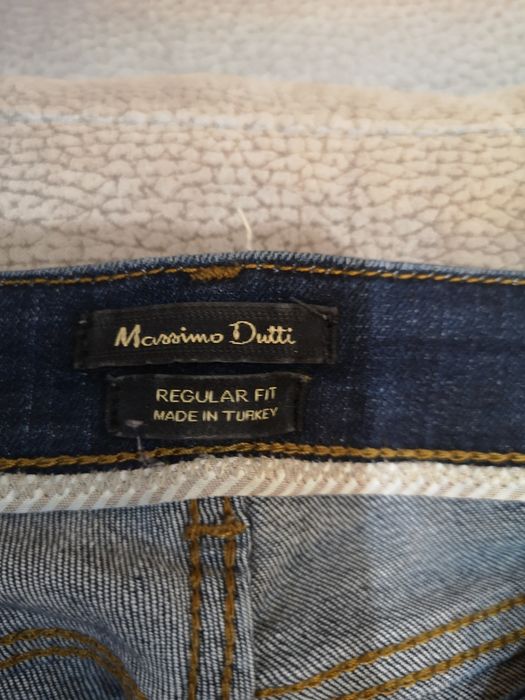 Massimo Dutti
REGULAR FIT
MADE IN TURKEY